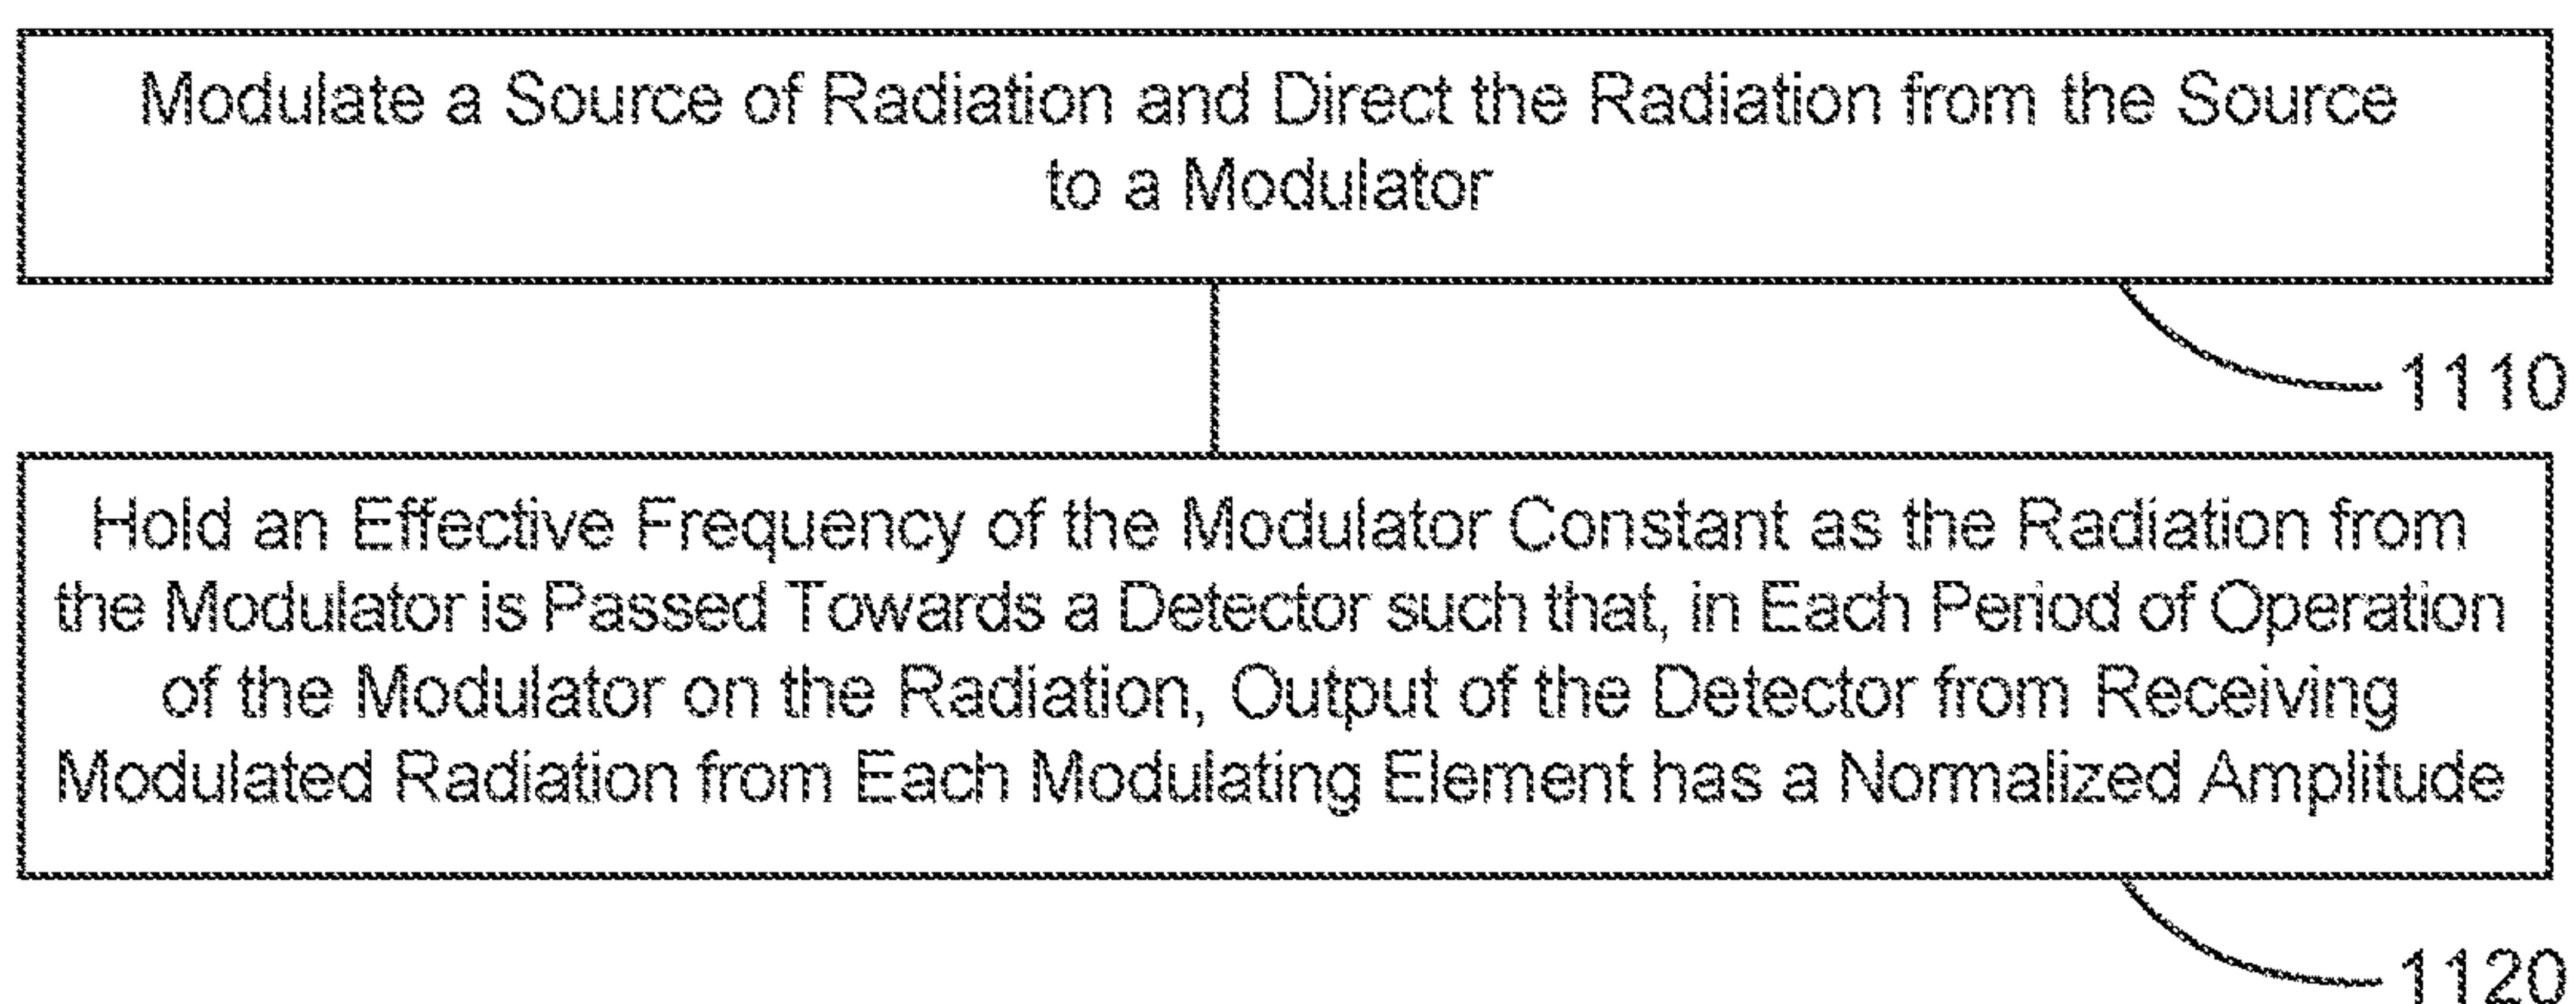 Modulate a Source of Radiation and Direct the Radiation from the Source
to a Modulator
1110
Hold an Effective Frequency of the Modulator Constant as the Radiation from
the Modulator is Passed Towards a Detector such that, in Each Period of Operation
of the Modulator on the Radiation, Output of the Detector from Receiving
Modulated Radiation from Each Modulating Element has a Normalized Amplitude
1120